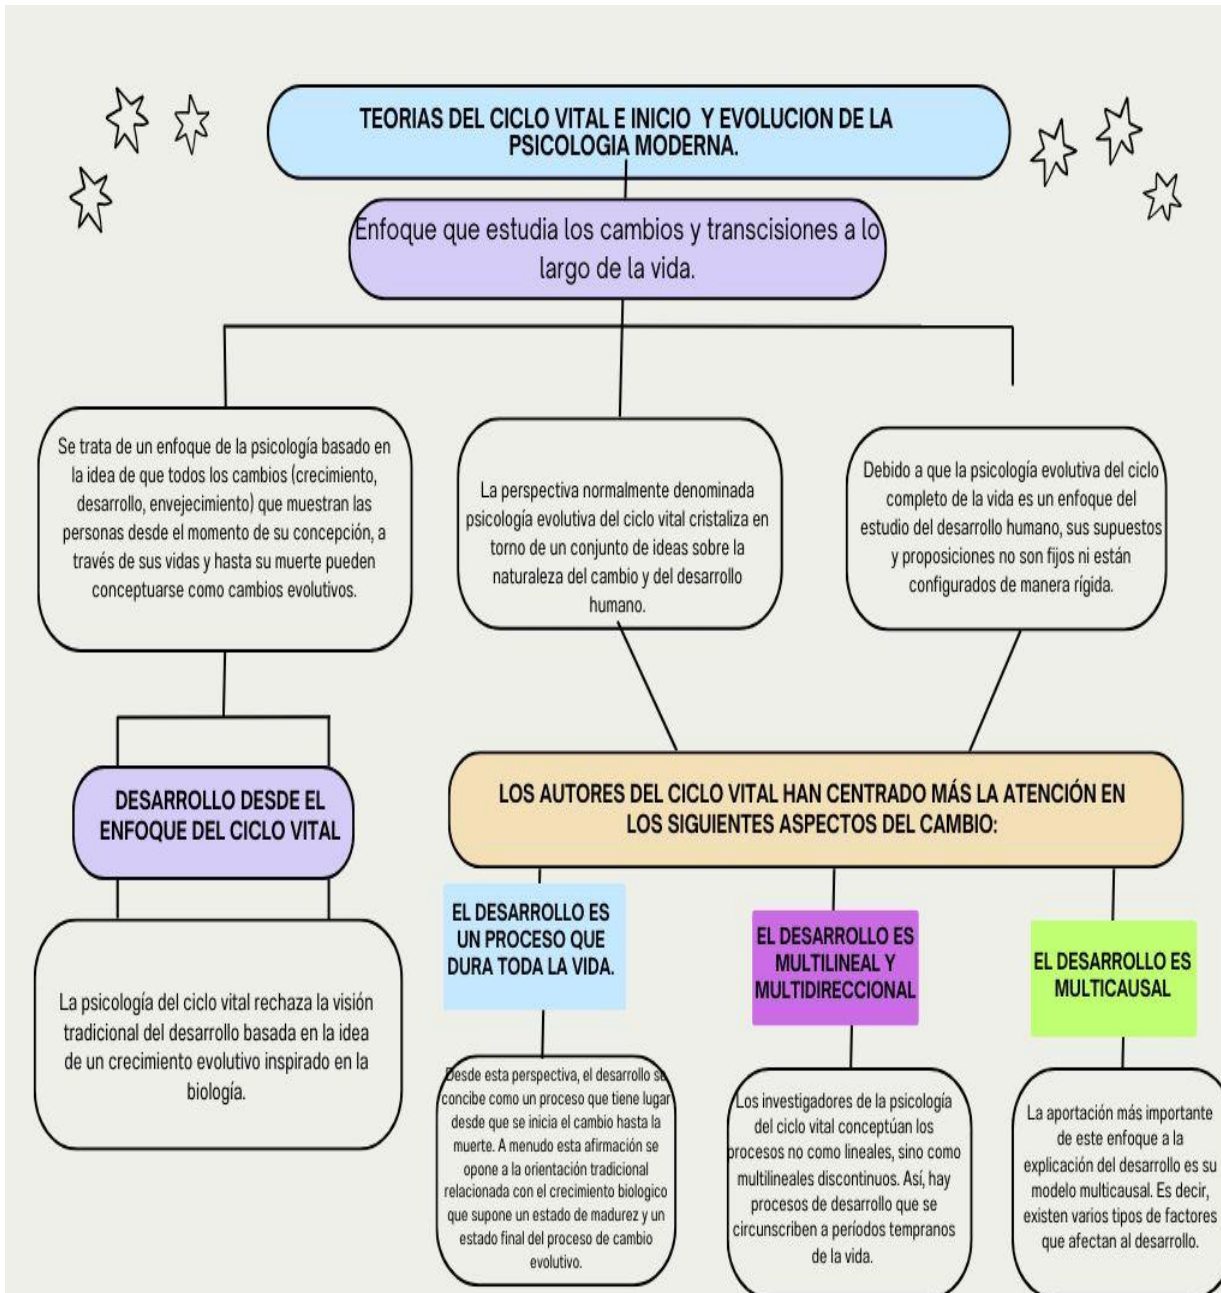 TEORIAS DEL CICLO VITAL E INICIO Y EVOLUCION DE LA
PSICOLOGIA MODERNA.
Enfoque que estudia los cambios y transcisiones a lo
largo de la vida.
Se trata de un enfoque de la psicología basado en
la idea de que todos los cambios (crecimiento,
desarrollo, envejecimiento) que muestran las
personas desde el momento de su concepción, a
través de sus vidas y hasta su muerte pueden
conceptuarse como cambios evolutivos.
La perspectiva normalmente denominada
psicología evolutiva del ciclo vital cristaliza en
torno de un conjunto de ideas sobre la
naturaleza del cambio y del desarrollo
humano.
Debido a que la psicología evolutiva del ciclo
completo de la vida es un enfoque del
estudio del desarrollo humano, sus supuestos
y proposiciones no son fijos ni están
configurados de manera rígida.
DESARROLLO DESDE EL
ENFOQUE DEL CICLO VITAL
La psicología del ciclo vital rechaza la visión
tradicional del desarrollo basada en la idea
de un crecimiento evolutivo inspirado en la
biología.
LOS AUTORES DEL CICLO VITAL HAN CENTRADO MÁS LA ATENCIÓN EN
LOS SIGUIENTES ASPECTOS DEL CAMBIO:
EL DESARROLLO ES
UN PROCESO QUE
DURA TODA LA VIDA.
Desde esta perspectiva, el desarrollo se
concibe como un proceso que tiene lugar
desde que se inicia el cambio hasta la
muerte. A menudo esta afirmación se
opone a la orientación tradicional
relacionada con el crecimiento biologico
que supone un estado de madurez y un
estado final del proceso de cambio
evolutivo.
EL DESARROLLO ES
MULTILINEAL Y
MULTIDIRECCIONAL
Los investigadores de la psicología
del ciclo vital conceptúan los
procesos no como lineales, sino como
multilineales discontinuos. Así, hay
procesos de desarrollo que se
circunscriben a períodos tempranos
de la vida.
EL DESARROLLO ES
MULTICAUSAL
La aportación más importante
de este enfoque a la
explicación del desarrollo es su
modelo multicausal. Es decir,
existen varios tipos de factores
que afectan al desarrollo.